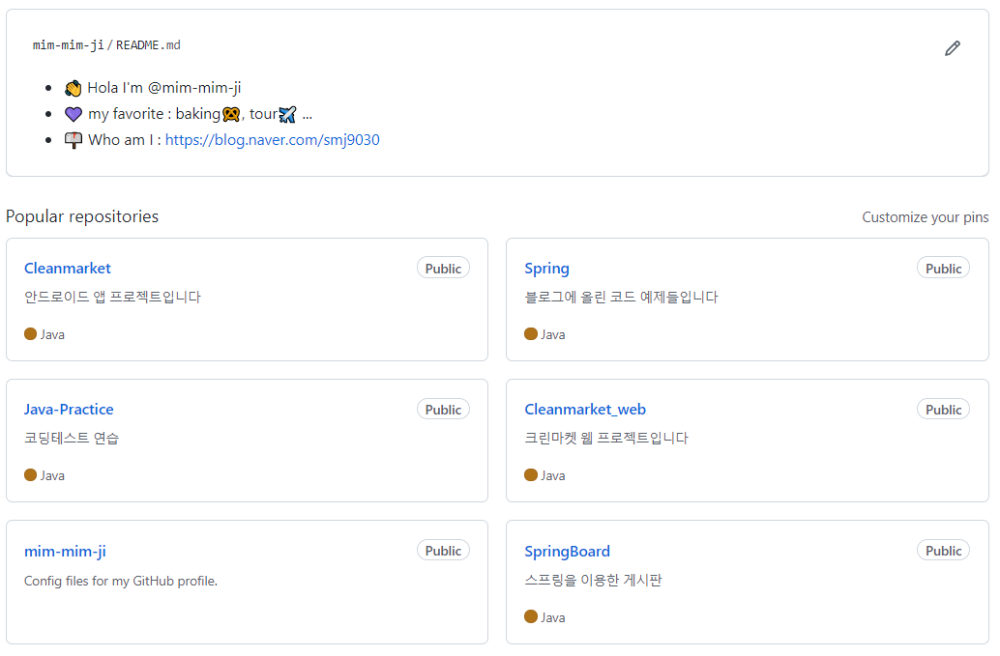 mim-mim-ji / README.md
👋 Hola I'm @mim-mim-ji
💜 my favorite : baking🥨, tour✈️ ...
📫 Who am I : https://blog.naver.com/smj9030
Popular repositories
Customize your pins
Cleanmarket
Public
안드로이드 앱 프로젝트입니다
Java
Spring
Public
블로그에 올린 코드 예제들입니다
Java
Java-Practice
Public
코딩테스트 연습
Java
Cleanmarket_web
Public
크린마켓 웹 프로젝트입니다
Java
mim-mim-ji
Public
Config files for my GitHub profile.
SpringBoard
Public
스프링을 이용한 게시판
Java